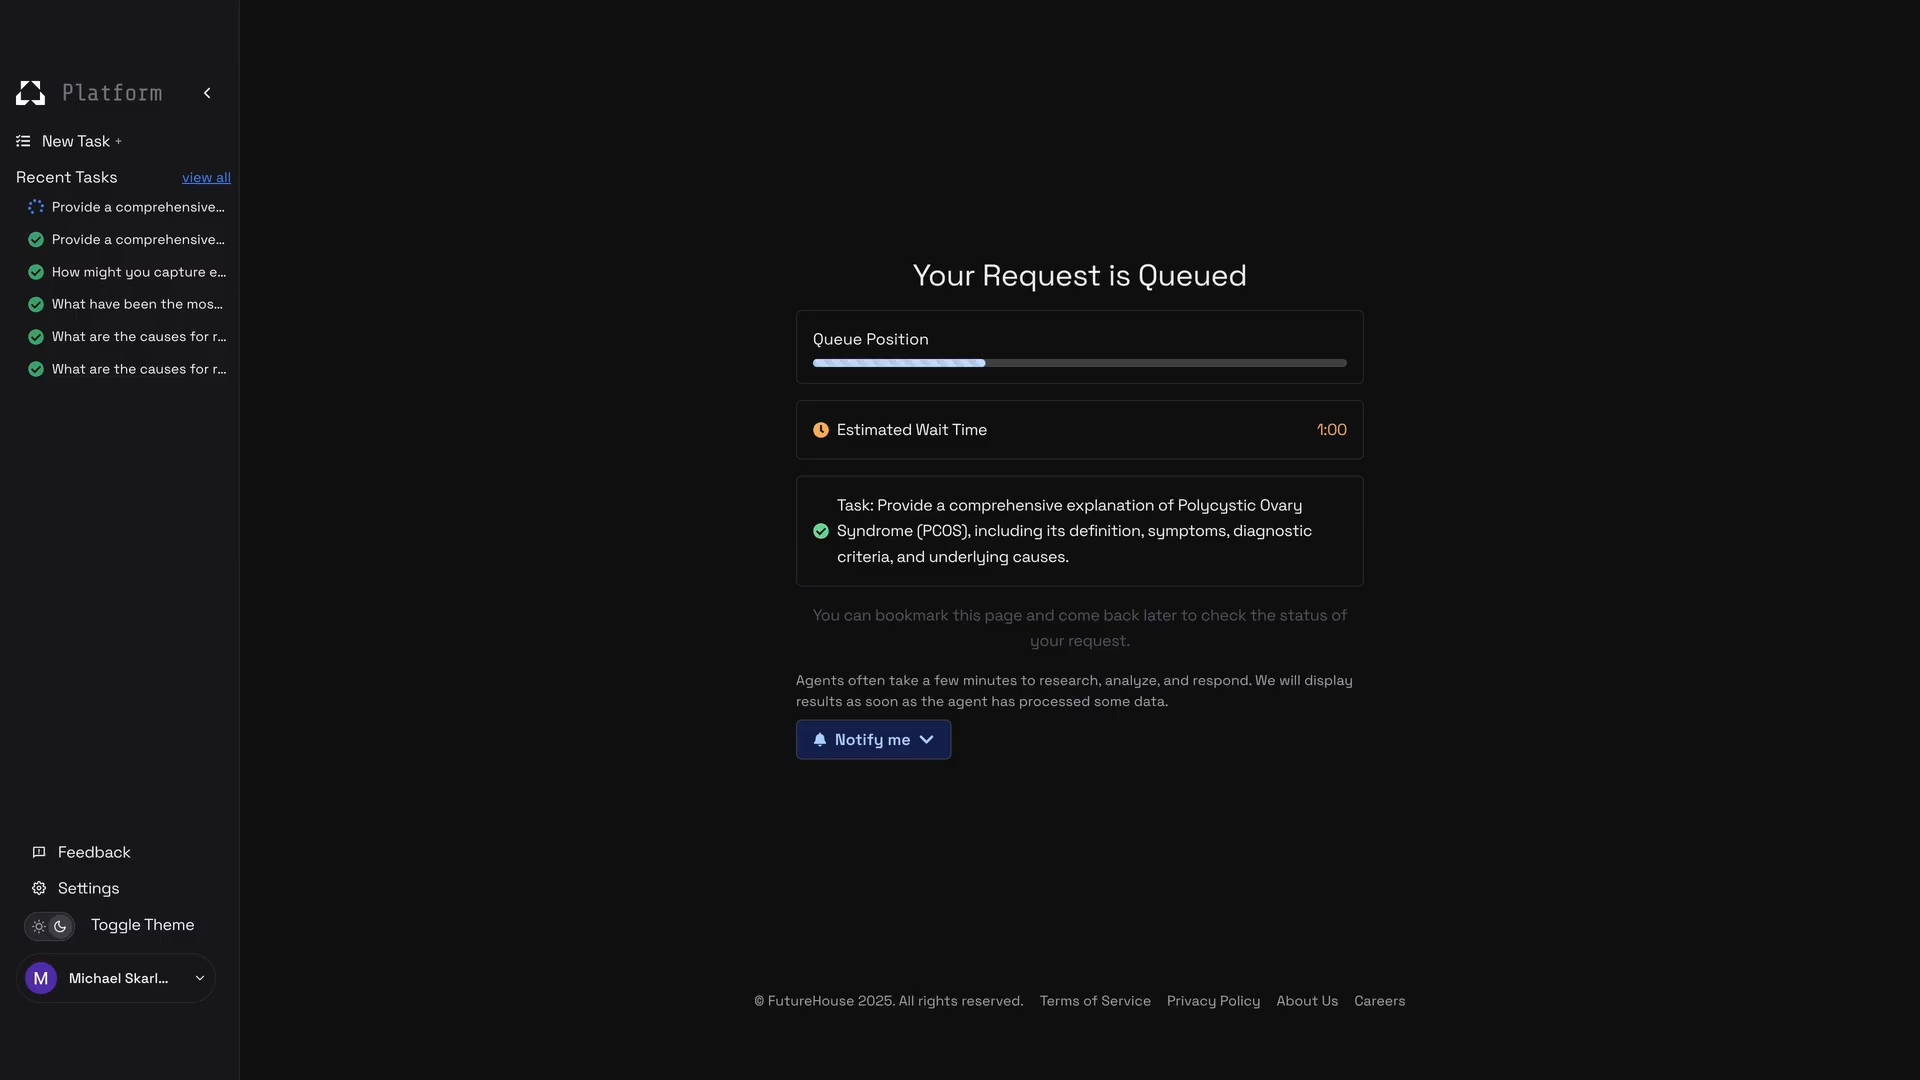 Platform
New Task +
Recent Tasks
view all
Provide a comprehensive...
Provide a comprehensive...
How might you capture e...
What have been the mos...
What are the causes for r...
What are the causes for r...
Your Request is Queued
Queue Position
Estimated Wait Time
1:00
Task: Provide a comprehensive explanation of Polycystic Ovary
Syndrome (PCOS), including its definition, symptoms, diagnostic
criteria, and underlying causes.
You can bookmark this page and come back later to check the status of
your request.
Agents often take a few minutes to research, analyze, and respond. We will display
results as soon as the agent has processed some data.
Notify me
Feedback
Settings
Toggle Theme
M
Michael Skarl...
© FutureHouse 2025. All rights reserved.
Terms of Service
Privacy Policy
About Us
Careers